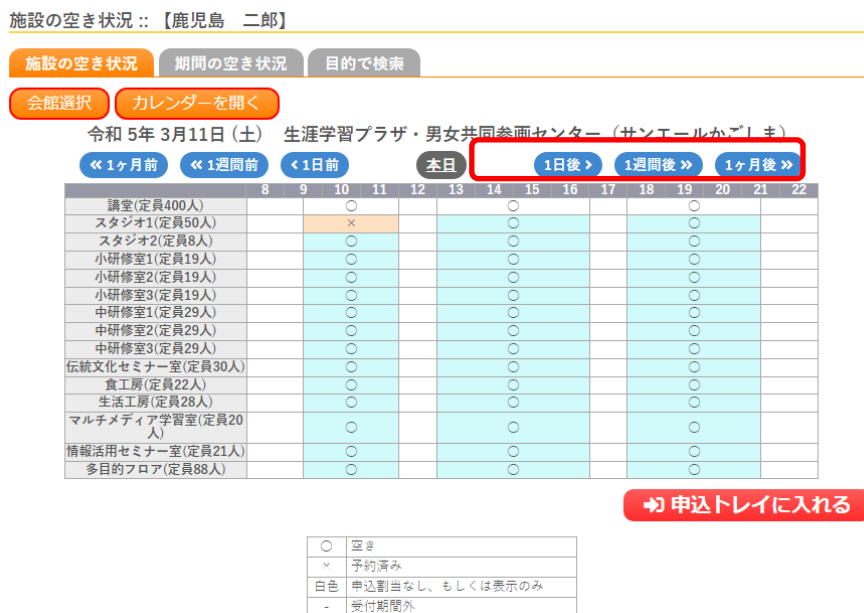 施設の空き状況 :: 【鹿児島　二郎】
施設の空き状況 期間の空き状況 目的で検索
会館選択 カレンダーを開く
令和 5年 3月11日 (土)　生涯学習プラザ・男女共同参画センター（サンエールかごしま）
≪ 1ヶ月前 ≪ 1週間前 < 1日前 本日 1日後 > 1週間後 ≫ 1ヶ月後 ≫
8 9 10 11 12 13 14 15 16 17 18 19 20 21 22
講堂(定員400人) ○ ○ ○
スタジオ1(定員50人) × ○ ○
スタジオ2(定員8人) ○ ○ ○
小研修室1(定員19人) ○ ○ ○
小研修室2(定員19人) ○ ○ ○
小研修室3(定員19人) ○ ○ ○
中研修室1(定員29人) ○ ○ ○
中研修室2(定員29人) ○ ○ ○
中研修室3(定員29人) ○ ○ ○
伝統文化セミナー室(定員30人) ○ ○ ○
食工房(定員22人) ○ ○ ○
生活工房(定員28人) ○ ○ ○
マルチメディア学習室(定員20
人) ○ ○ ○
情報活用セミナー室(定員21人) ○ ○ ○
多目的フロア(定員88人) ○ ○ ○
申込トレイに入れる
○ 空き
× 予約済み
白色 申込割当なし、もしくは表示のみ
- 受付期間外